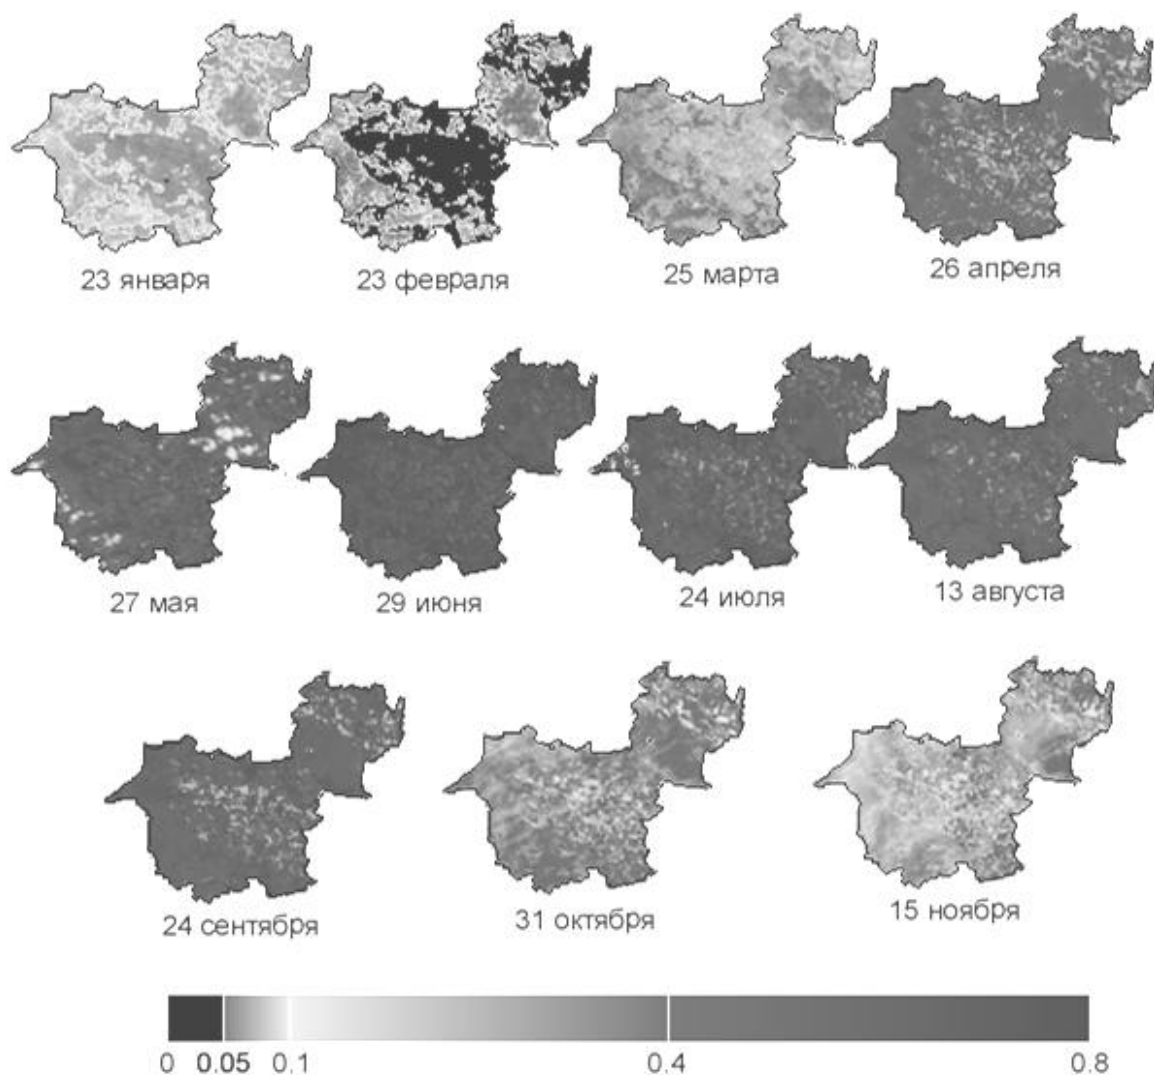 23 января
23 февраля
25 марта
26 апреля
27 мая
29 июня
24 июля
13 августа
24 сентября
31 октября
15 ноября
0 0.05 0.1 0.4 0.8